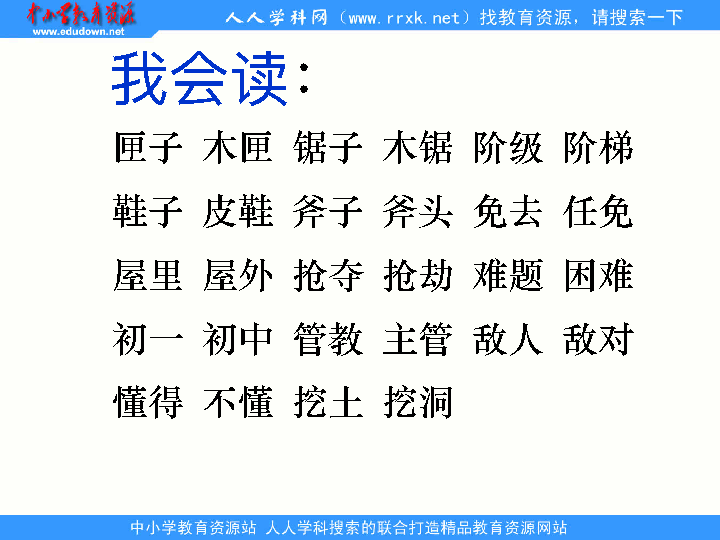 中小学教育资源
www.edudown.net
人人学科网（www.rrxk.net）找教育资源，请搜索一下
我会读：
匣子 木匣 锯子 木锯 阶级 阶梯
鞋子 皮鞋 斧子 斧头 免去 任免
屋里 屋外 抢夺 抢劫 难题 困难
初一 初中 管教 主管 敌人 敌对
懂得 不懂 挖土 挖洞
中小学教育资源站 人人学科搜索的联合打造精品教育资源网站